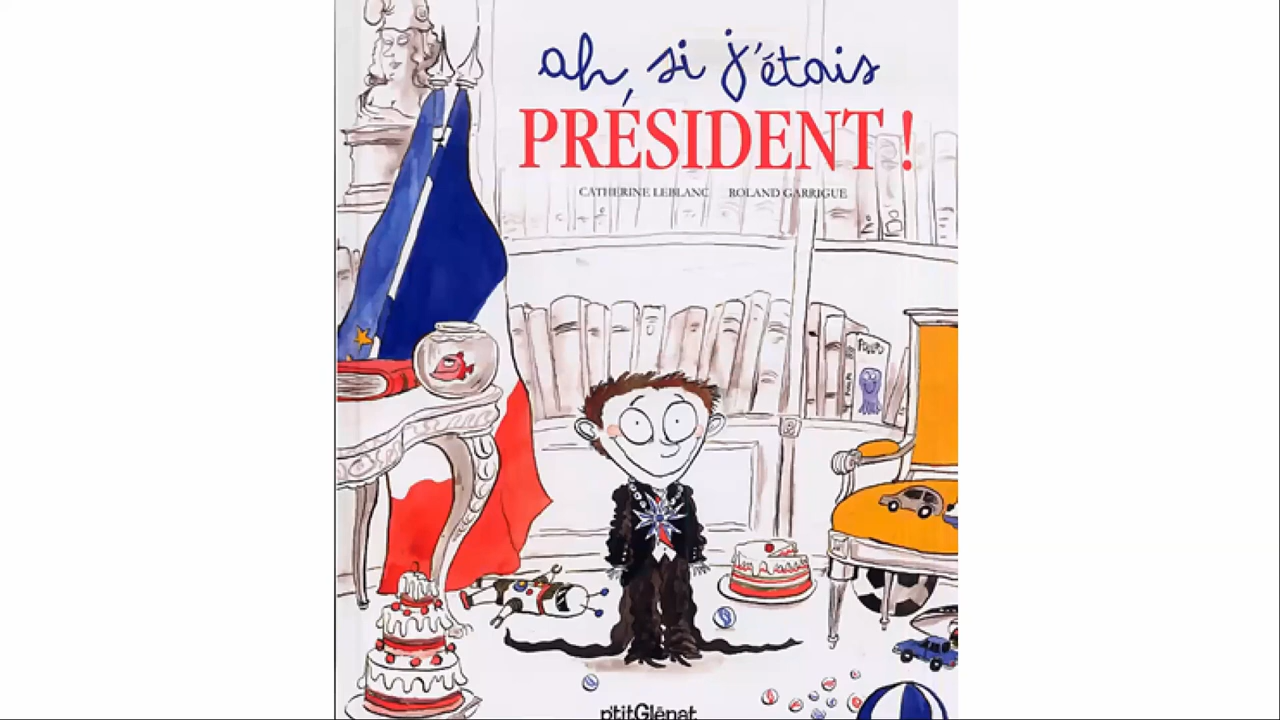 ah, si j'étais
PRÉSIDENT !
CATHERINE LEBLANC ROLAND GARRIGUE
p'titGlénat